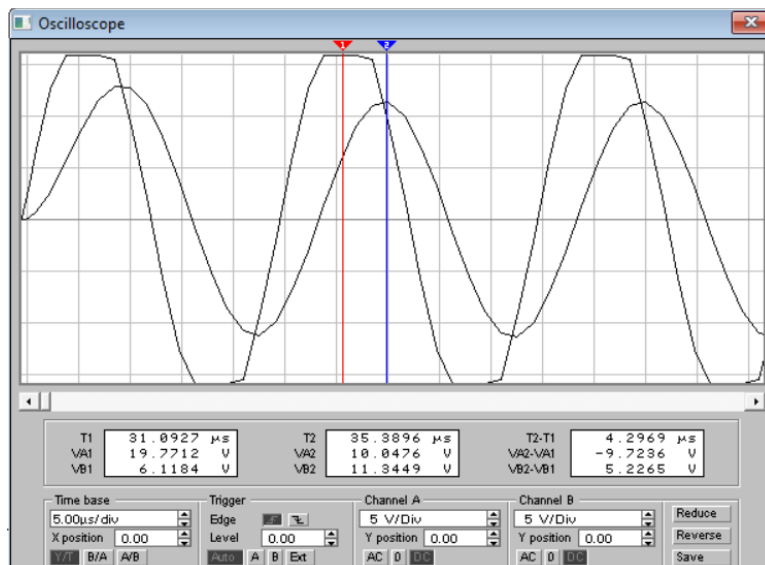 Oscilloscope
1 2
T1 31.0927 µs T2 35.3896 µs T2-T1 4.2969 µs
VA1 19.7712 V VA2 10.0476 V VA2-VA1 -9.7236 V
VB1 6.1184 V VB2 11.3449 V VB2-VB1 5.2265 V
Time base Trigger Channel A Channel B
5.00µs/div Edge 5 V/Div 5 V/Div Reduce
X position 0.00 Level 0.00 Y position 0.00 Y position 0.00 Reverse
Y/T B/A A/B Auto A B Ext AC 0 DC AC 0 DC Save